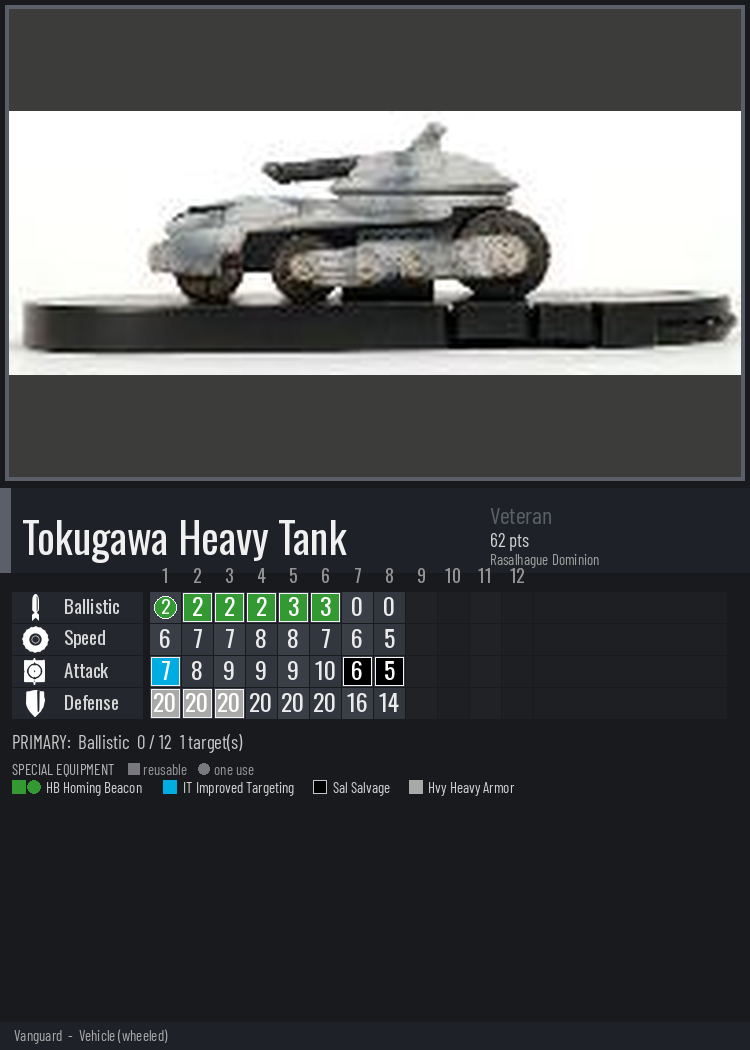 Tokugawa Heavy Tank
Veteran
62 pts
Rasalhague Dominion
1 2 3 4 5 6 7 8 9 10 11 12
Ballistic 2 2 2 2 3 3 0 0
Speed 6 7 7 8 8 7 6 5
Attack 7 8 9 9 9 10 6 5
Defense 20 20 20 20 20 20 16 14
PRIMARY: Ballistic 0 / 12 1 target(s)
SPECIAL EQUIPMENT reusable one use
HB Homing Beacon IT Improved Targeting Sal Salvage Hvy Heavy Armor
Vanguard - Vehicle (wheeled)